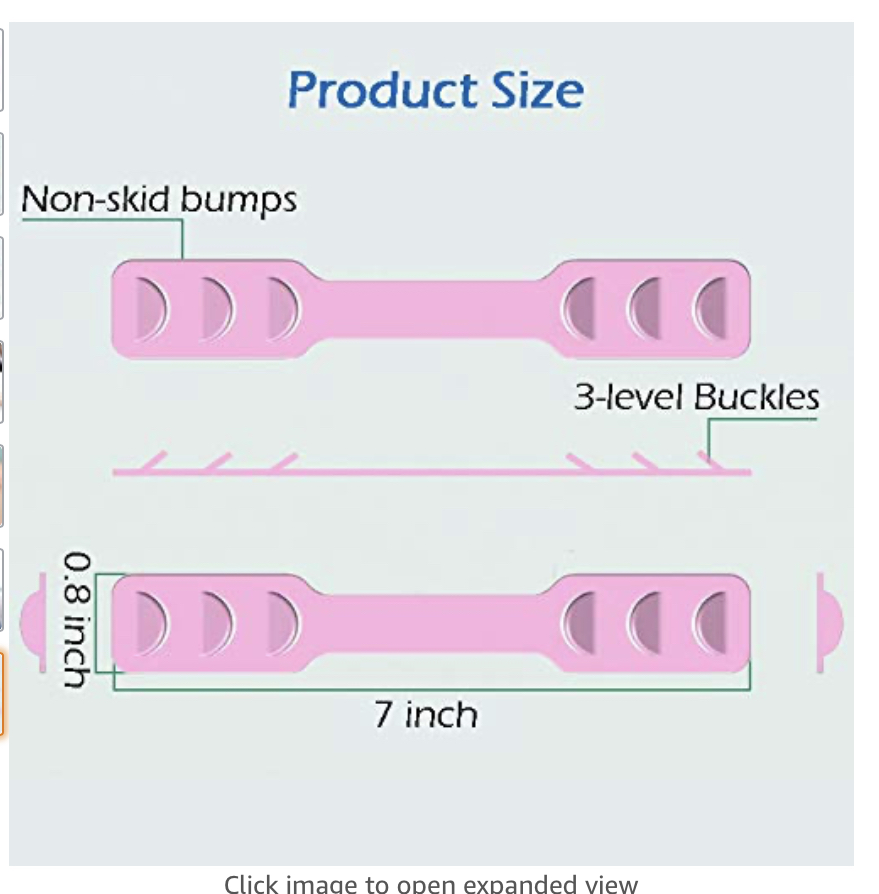 Product Size
Non-skid bumps
3-level Buckles
0.8 inch
7 inch
Click image to open expanded view